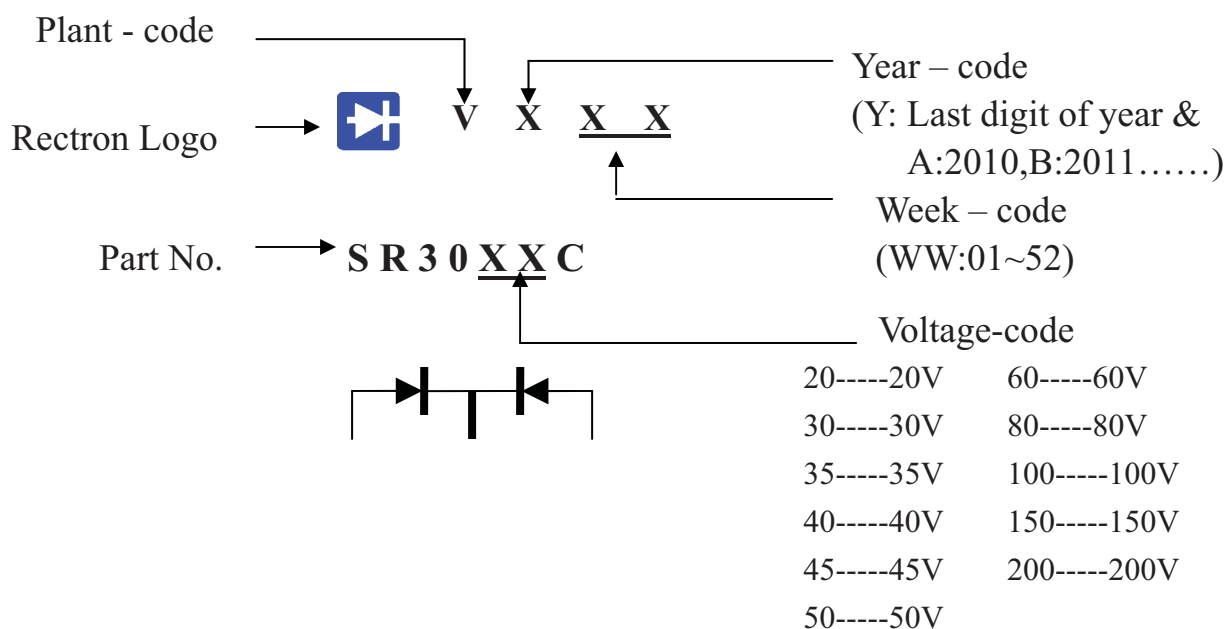 Plant - code
Rectron Logo
V X X X
Year – code
(Y: Last digit of year &
A:2010,B:2011……)
Week – code
(WW:01~52)
Part No.
S R 3 0 X X C
Voltage-code
20-----20V 60-----60V
30-----30V 80-----80V
35-----35V 100-----100V
40-----40V 150-----150V
45-----45V 200-----200V
50-----50V